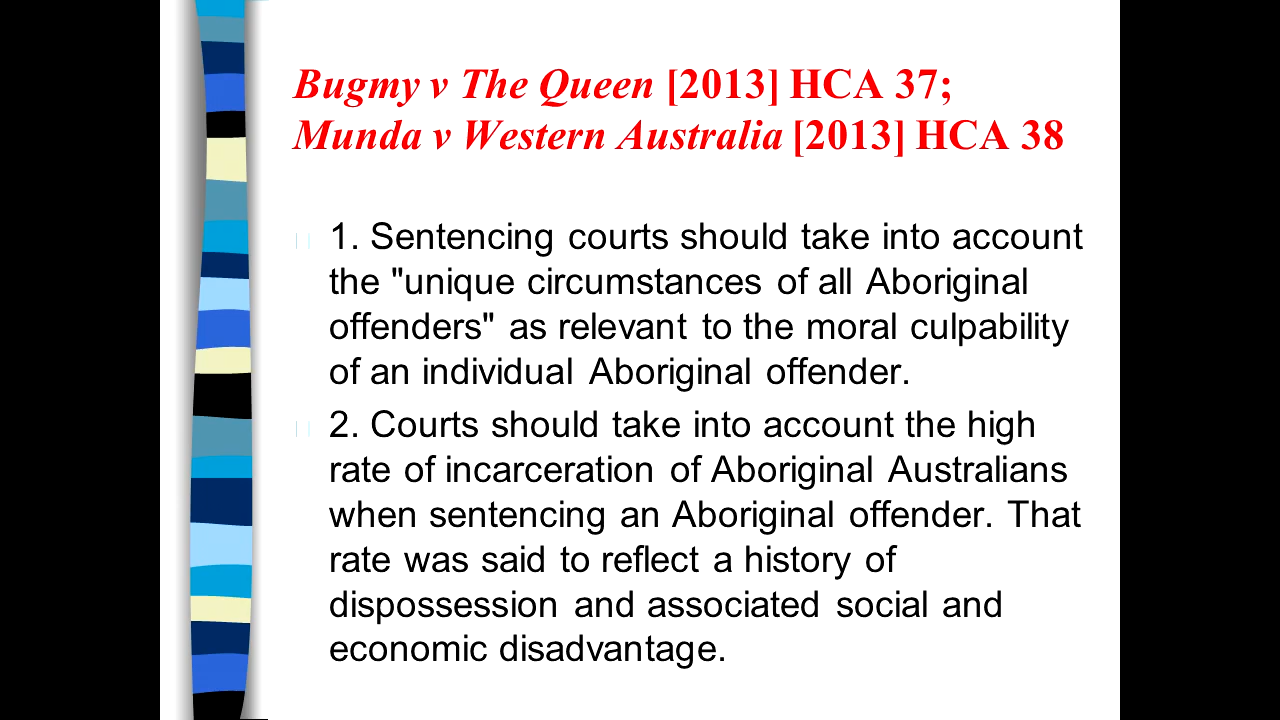 Bugmy v The Queen [2013] HCA 37;
Munda v Western Australia [2013] HCA 38
1. Sentencing courts should take into account
the "unique circumstances of all Aboriginal
offenders" as relevant to the moral culpability
of an individual Aboriginal offender.
2. Courts should take into account the high
rate of incarceration of Aboriginal Australians
when sentencing an Aboriginal offender. That
rate was said to reflect a history of
dispossession and associated social and
economic disadvantage.